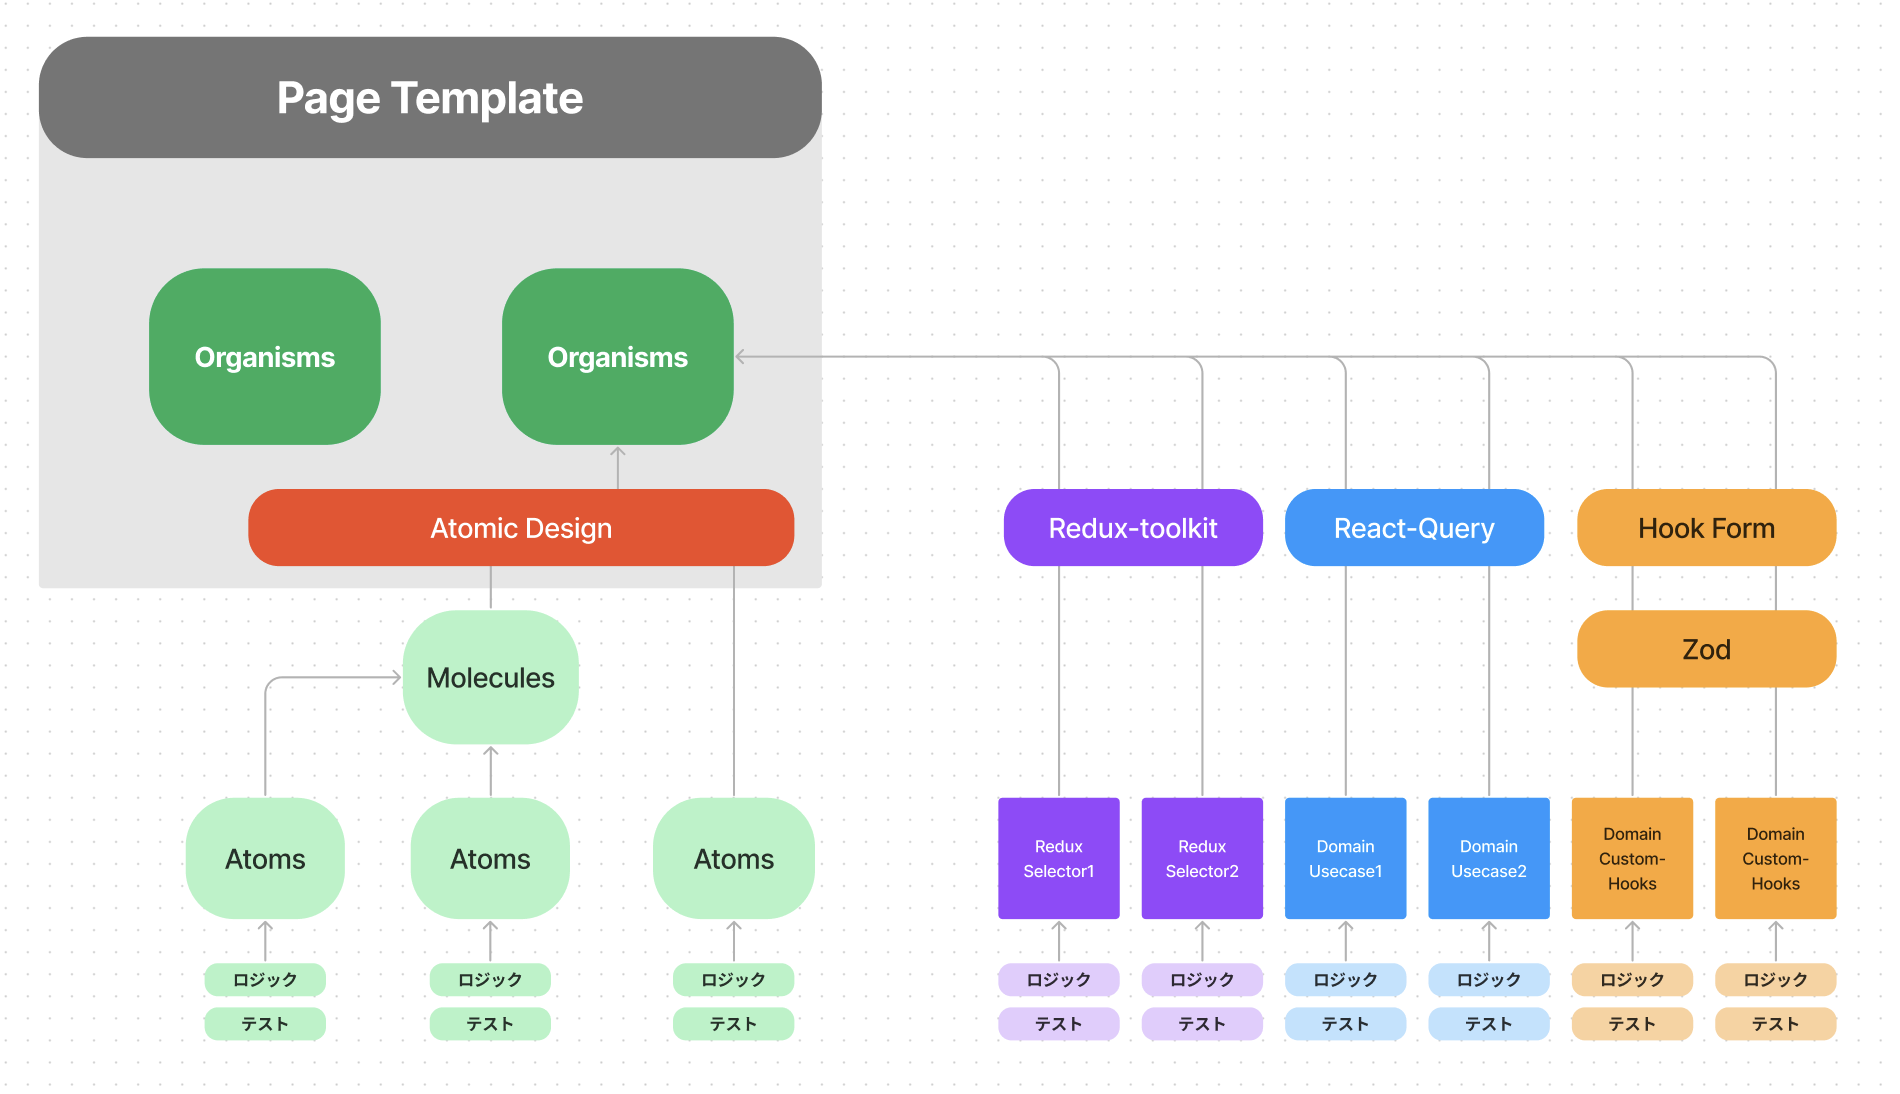 Page Template
Organisms
Organisms
Atomic Design
Redux-toolkit
React-Query
Hook Form
Zod
Molecules
Atoms
Atoms
Atoms
Redux
Selector1
Redux
Selector2
Domain
Usecase1
Domain
Usecase2
Domain
Custom-
Hooks
Domain
Custom-
Hooks
ロジック
ロジック
ロジック
ロジック
ロジック
ロジック
ロジック
ロジック
ロジック
テスト
テスト
テスト
テスト
テスト
テスト
テスト
テスト
テスト